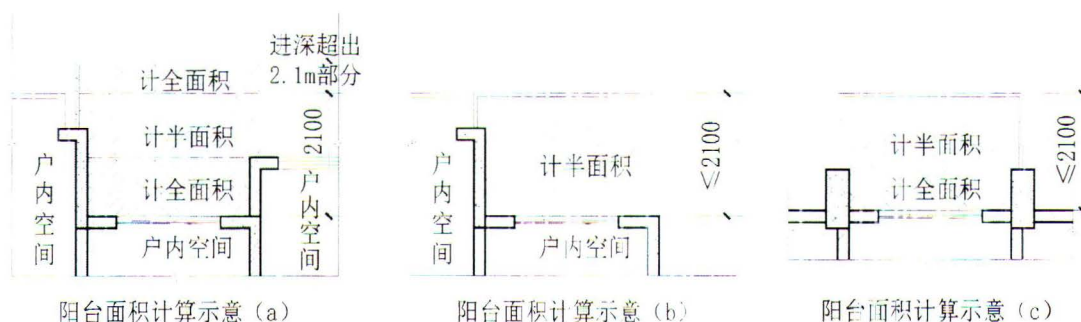 进深超出
2.1m部分
计全面积
计半面积
计全面积
2100
户内空间
户内空间
户内空间
阳台面积计算示意（a）
计半面积
≤2100
户内空间
户内空间
阳台面积计算示意（b）
计半面积
计全面积
≤2100
阳台面积计算示意（c）